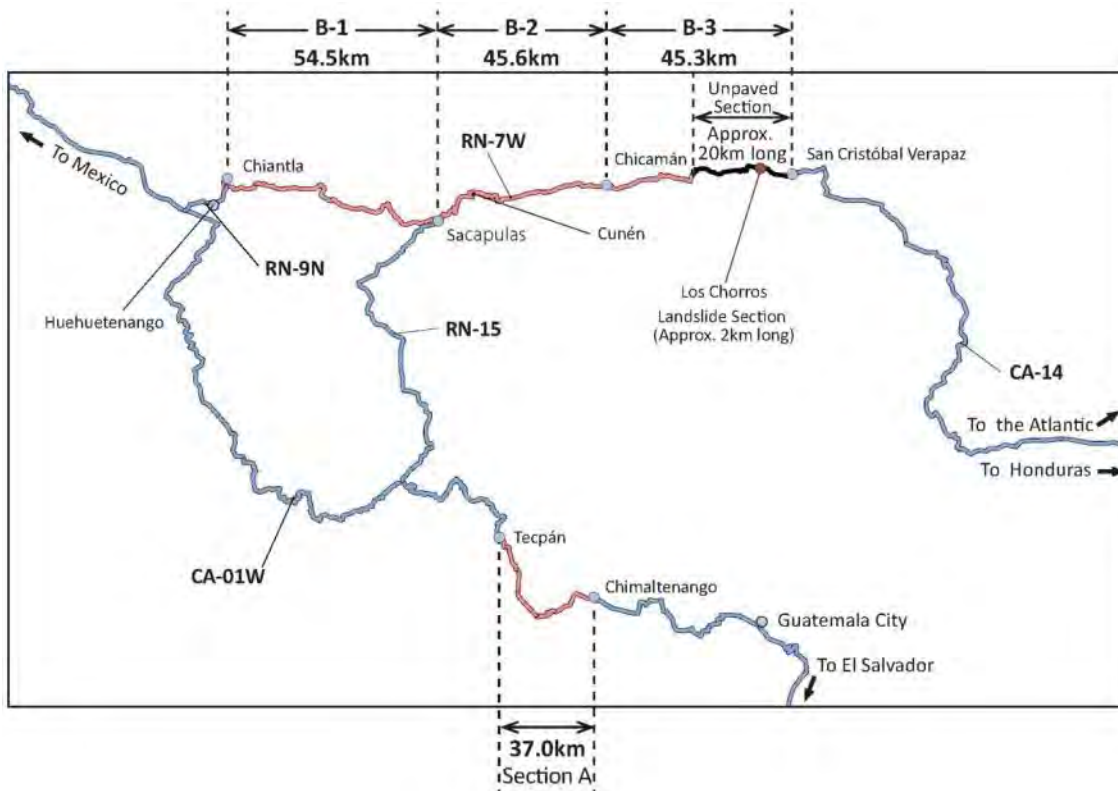 B-1
B-2
B-3
54.5km
45.6km
45.3km
Unpaved
Section
Approx.
20km long
To Mexico
Chiantla
RN-7W
Chicamán
San Cristóbal Verapaz
Sacapulas
Cunén
RN-9N
Huehuetenango
RN-15
Los Chorros
Landslide Section
(Approx. 2km long)
CA-14
To the Atlantic
To Honduras
Tecpán
CA-01W
Chimaltenango
Guatemala City
To El Salvador
37.0km
Section A